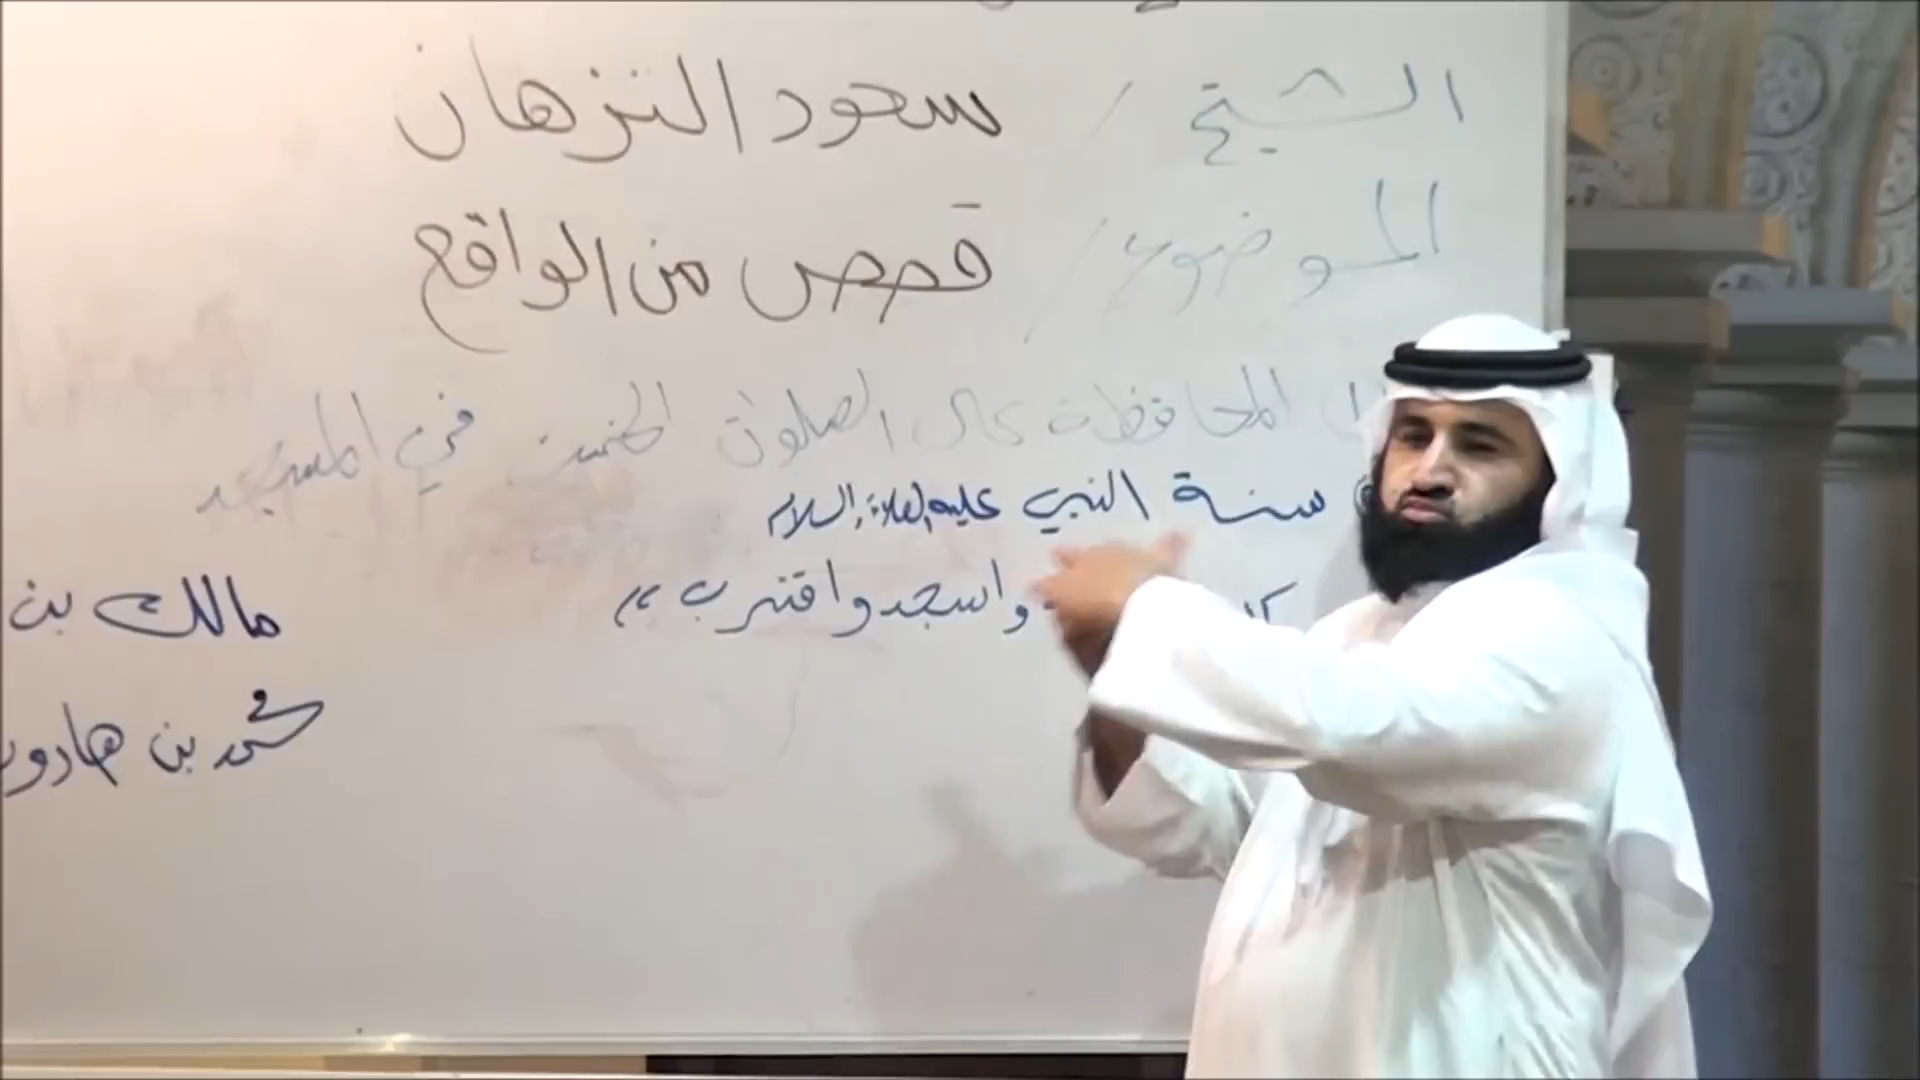 الشيخ / سعود التزهان
الموضوع / قصص من الواقع
المحافظة على الصلوات الخمس في المسجد
سنة النبي عليه الصلاة والسلام
واسجد واقترب »
مالك بن
محمد بن هارون